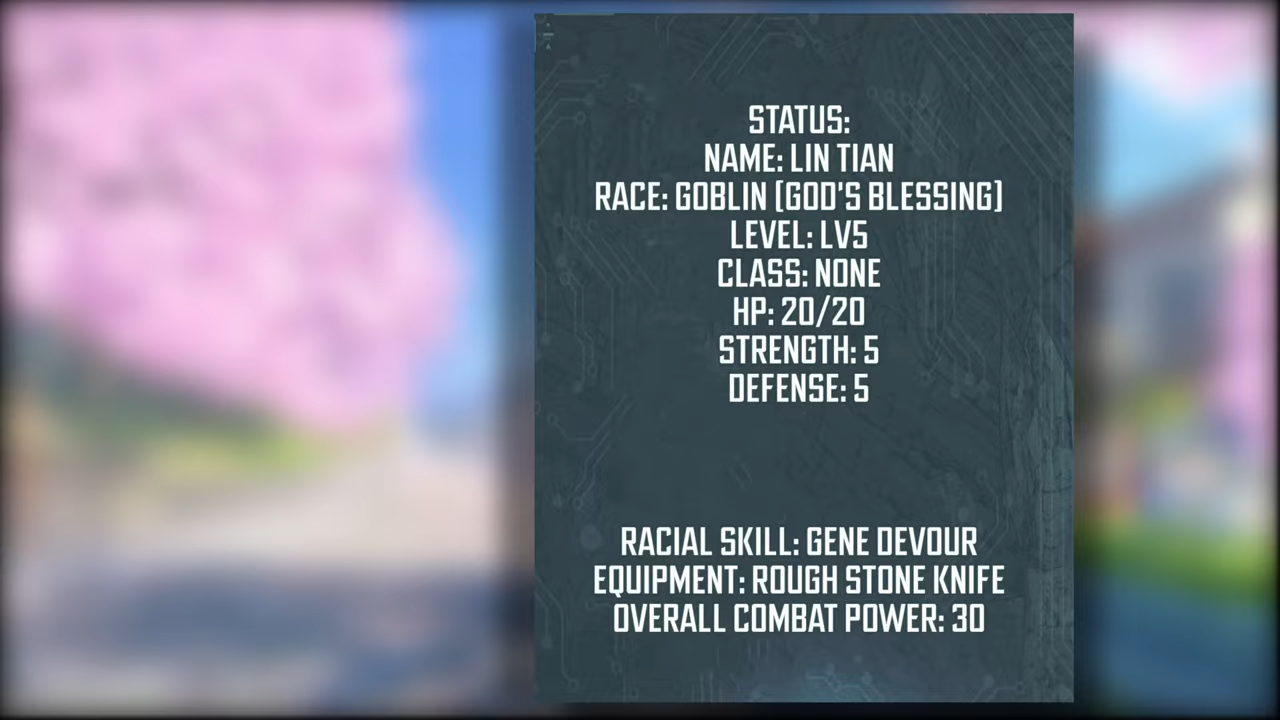 STATUS:
NAME: LIN TIAN
RACE: GOBLIN [GOD'S BLESSING]
LEVEL: LV5
CLASS: NONE
HP: 20/20
STRENGTH: 5
DEFENSE: 5
RACIAL SKILL: GENE DEVOUR
EQUIPMENT: ROUGH STONE KNIFE
OVERALL COMBAT POWER: 30